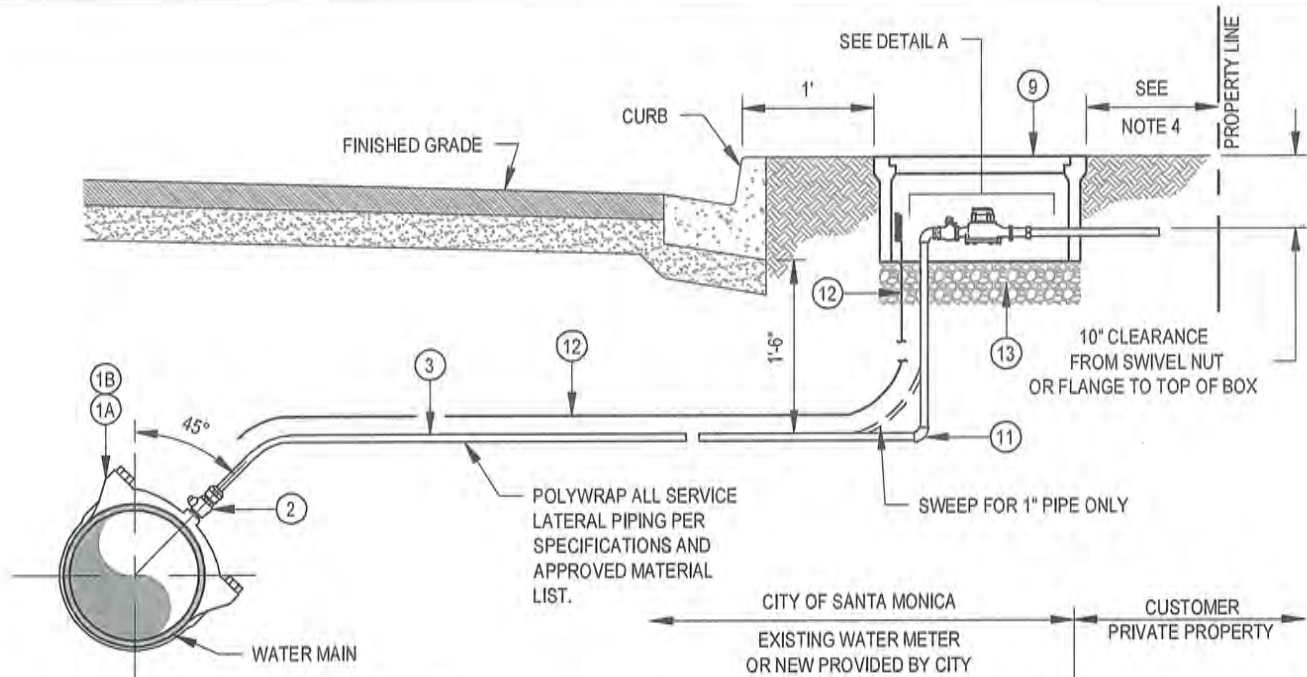 SEE DETAIL A
PROPERTY LINE
1'
9
SEE
NOTE 4
CURB
FINISHED GRADE
12
1'-6"
13
10" CLEARANCE
FROM SWIVEL NUT
OR FLANGE TO TOP OF BOX
3
12
1B
1A
45°
11
2
POLYWRAP ALL SERVICE
LATERAL PIPING PER
SPECIFICATIONS AND
APPROVED MATERIAL
LIST.
SWEEP FOR 1" PIPE ONLY
CITY OF SANTA MONICA
CUSTOMER
PRIVATE PROPERTY
EXISTING WATER METER
OR NEW PROVIDED BY CITY
WATER MAIN